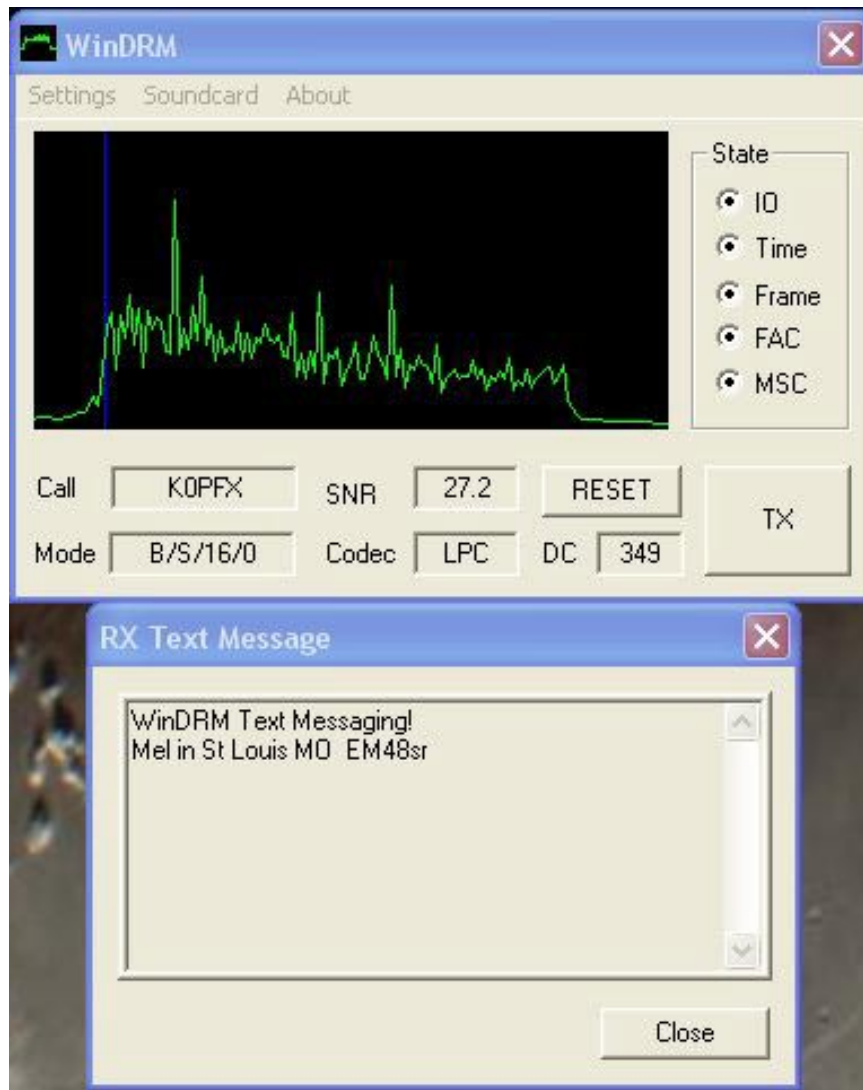 WinDRM
Settings Soundcard About
State
IO
Time
Frame
FAC
MSC
Call K0PFX SNR 27.2 RESET
TX
Mode B/S/16/0 Codec LPC DC 349
RX Text Message
WinDRM Text Messaging!
Mel in St Louis MO EM48sr
Close